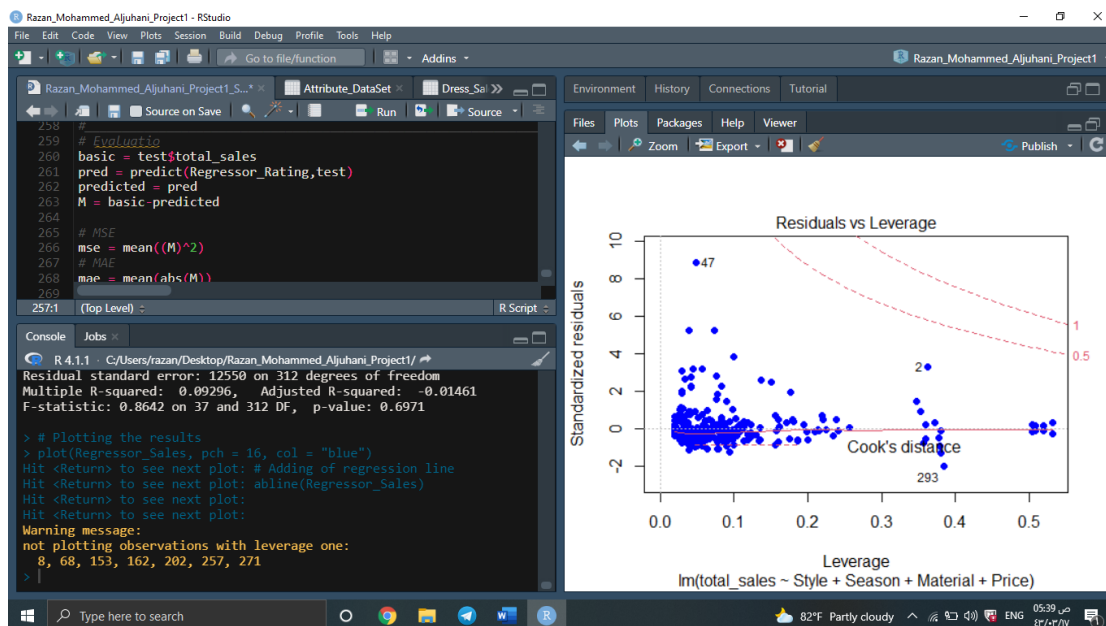 Razan_Mohammed_Aljuhani_Project1 - RStudio
File Edit Code View Plots Session Build Debug Profile Tools Help
Go to file/function
Addins
Razan_Mohammed_Aljuhani_Project1
Razan_Mohammed_Aljuhani_Project1_S...*
Attribute_DataSet
Dress_Sal
Source on Save
Run
Source
258 #
259 # Evaluatio
260 basic = test$total_sales
261 pred = predict(Regressor_Rating,test)
262 predicted = pred
263 M = basic-predicted
264
265 # MSE
266 mse = mean((M)^2)
267 # MAE
268 mae = mean(abs(M))
269
257:1 (Top Level) R Script
Console Jobs
R 4.1.1 · C:/Users/razan/Desktop/Razan_Mohammed_Aljuhani_Project1/
Residual standard error: 12550 on 312 degrees of freedom
Multiple R-squared: 0.09296, Adjusted R-squared: -0.01461
F-statistic: 0.8642 on 37 and 312 DF, p-value: 0.6971
> # Plotting the results
> plot(Regressor_Sales, pch = 16, col = "blue")
Hit <Return> to see next plot: # Adding of regression line
Hit <Return> to see next plot: abline(Regressor_Sales)
Hit <Return> to see next plot:
Hit <Return> to see next plot:
Warning message:
not plotting observations with leverage one:
8, 68, 153, 162, 202, 257, 271
>
Environment History Connections Tutorial
Files Plots Packages Help Viewer
Zoom Export Publish
Residuals vs Leverage
Standardized residuals
10
8
6
4
2
0
-2
47
2
293
1
0.5
Cook's distance
0.0 0.1 0.2 0.3 0.4 0.5
Leverage
lm(total_sales ~ Style + Season + Material + Price)
Type here to search
82°F Partly cloudy
ENG
05:39 ص